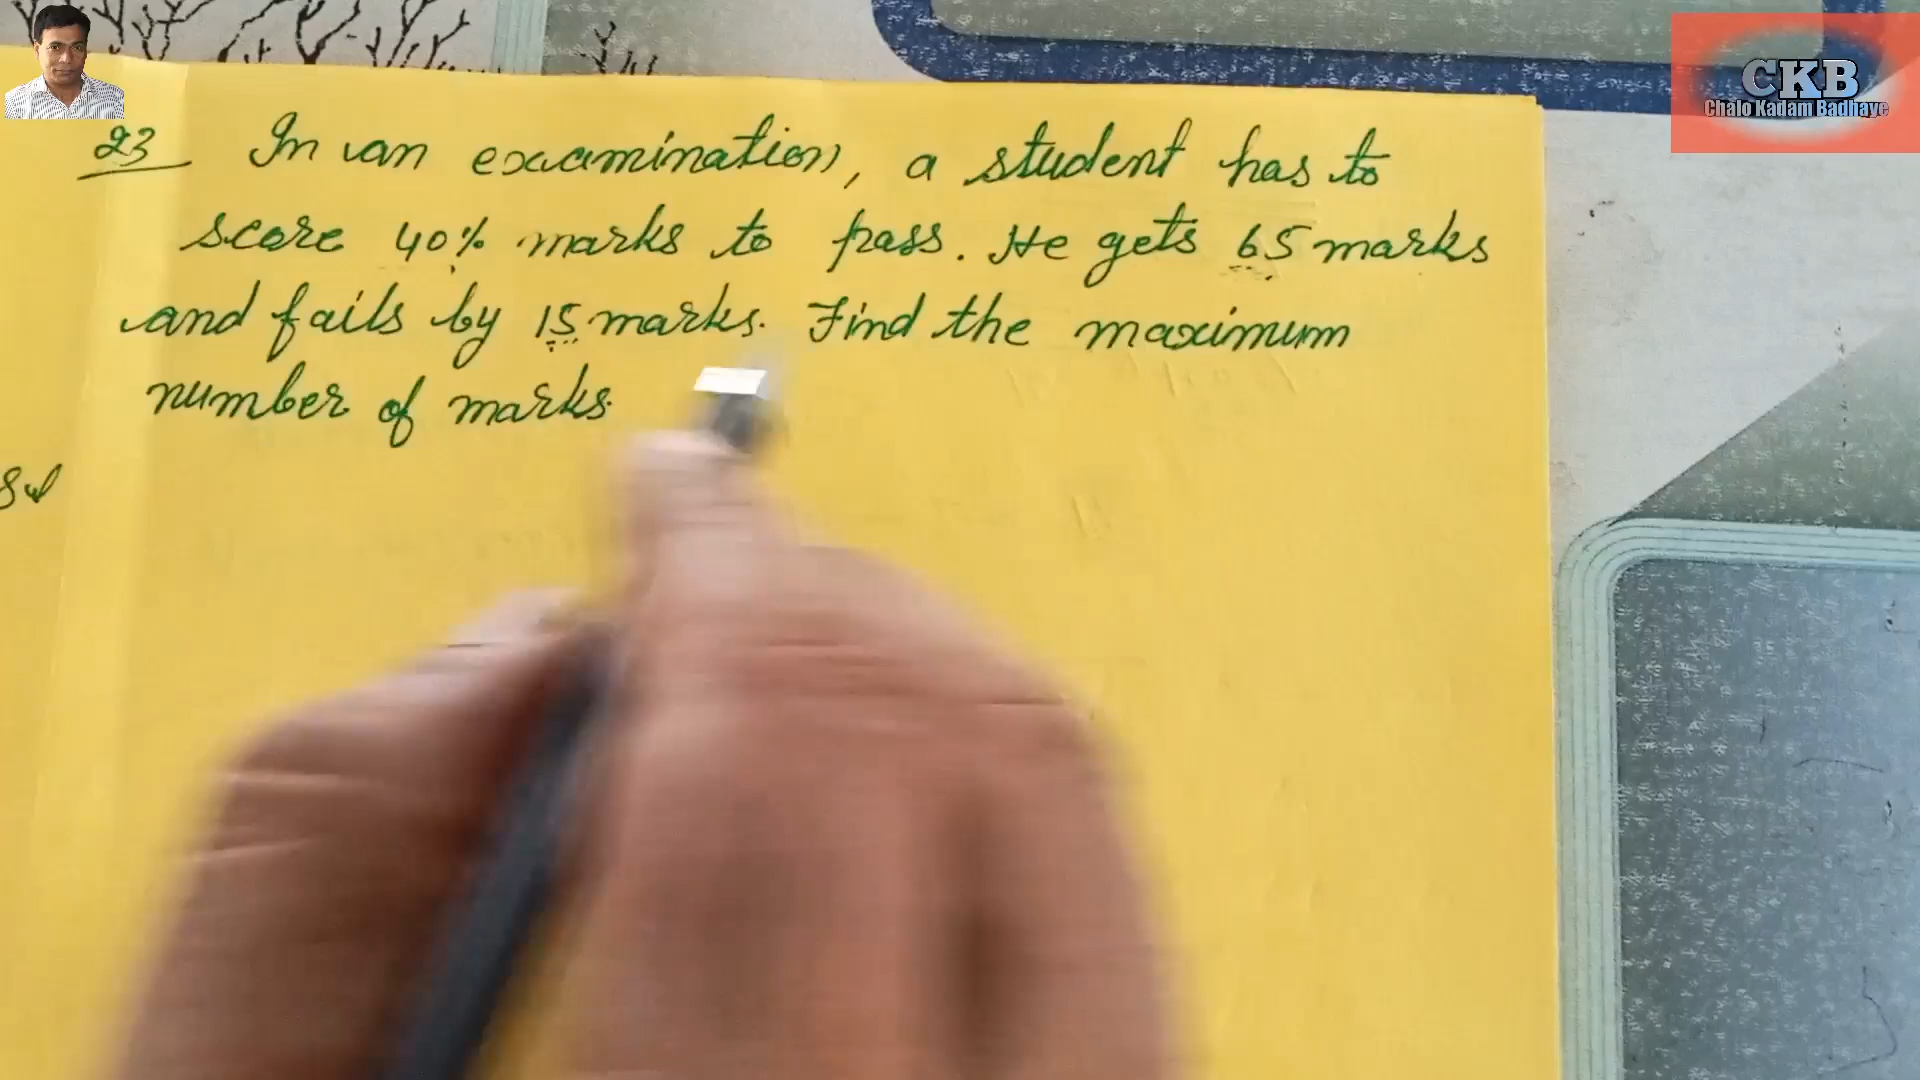 CKB
Chalo Kadam Badhaye
23 In an examination, a student has to
score 40% marks to pass. He gets 65 marks
and fails by 15 marks. Find the maximum
number of marks.